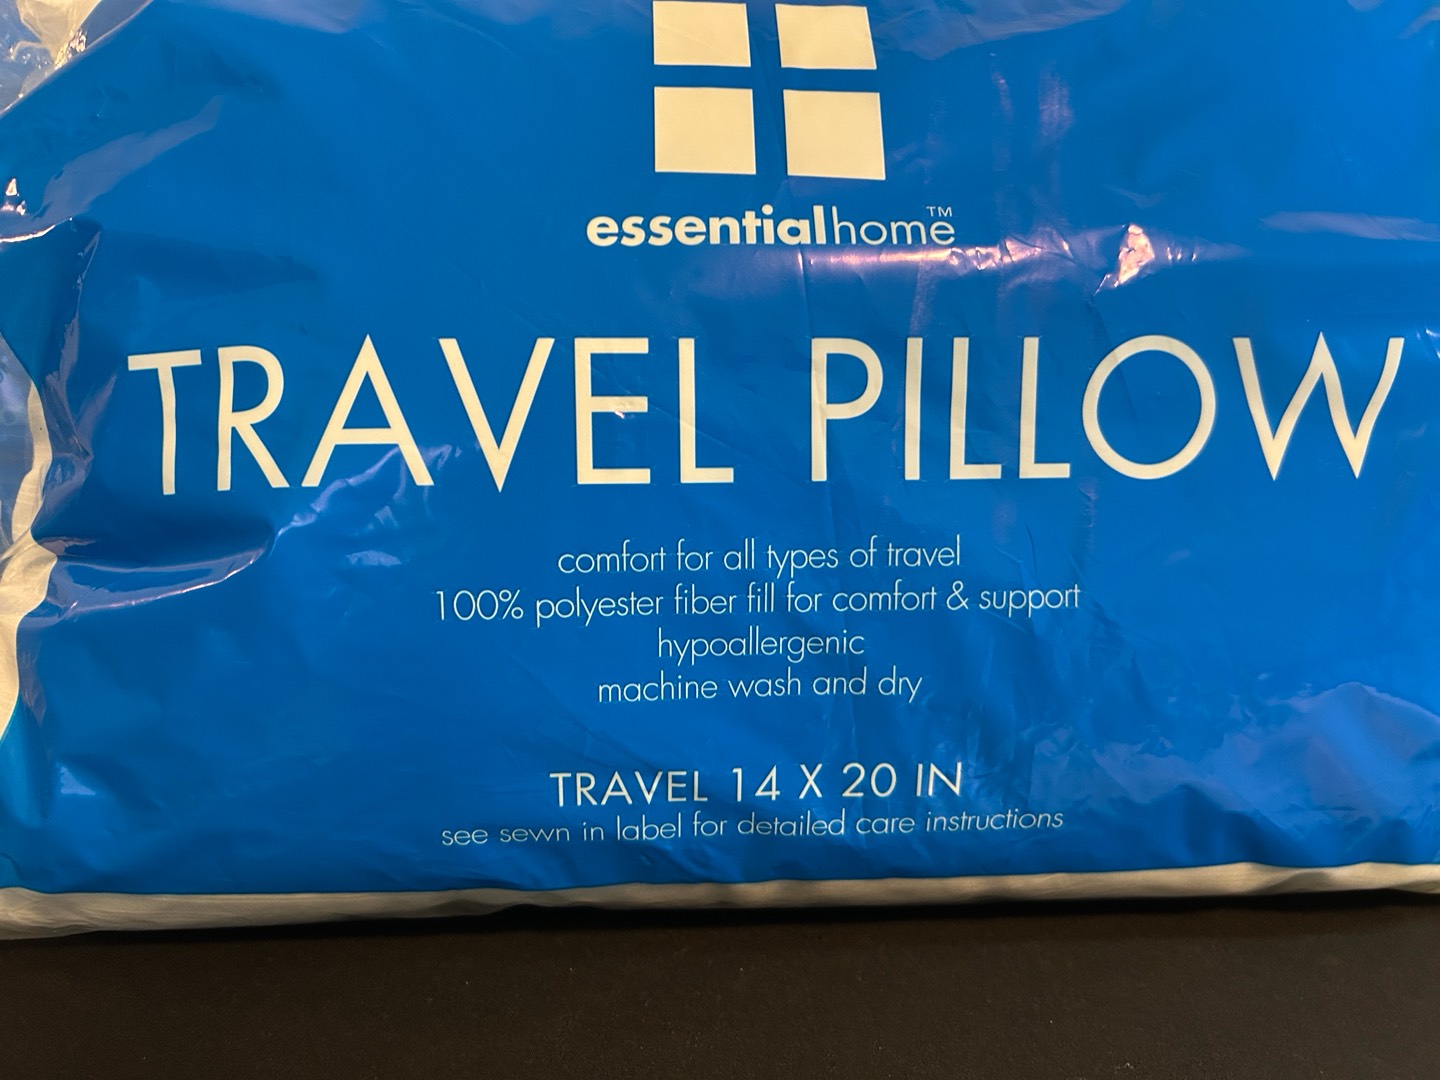 essentialhome™
TRAVEL PILLOW
comfort for all types of travel
100% polyester fiber fill for comfort & support
hypoallergenic
machine wash and dry
TRAVEL 14 X 20 IN
see sewn in label for detailed care instructions